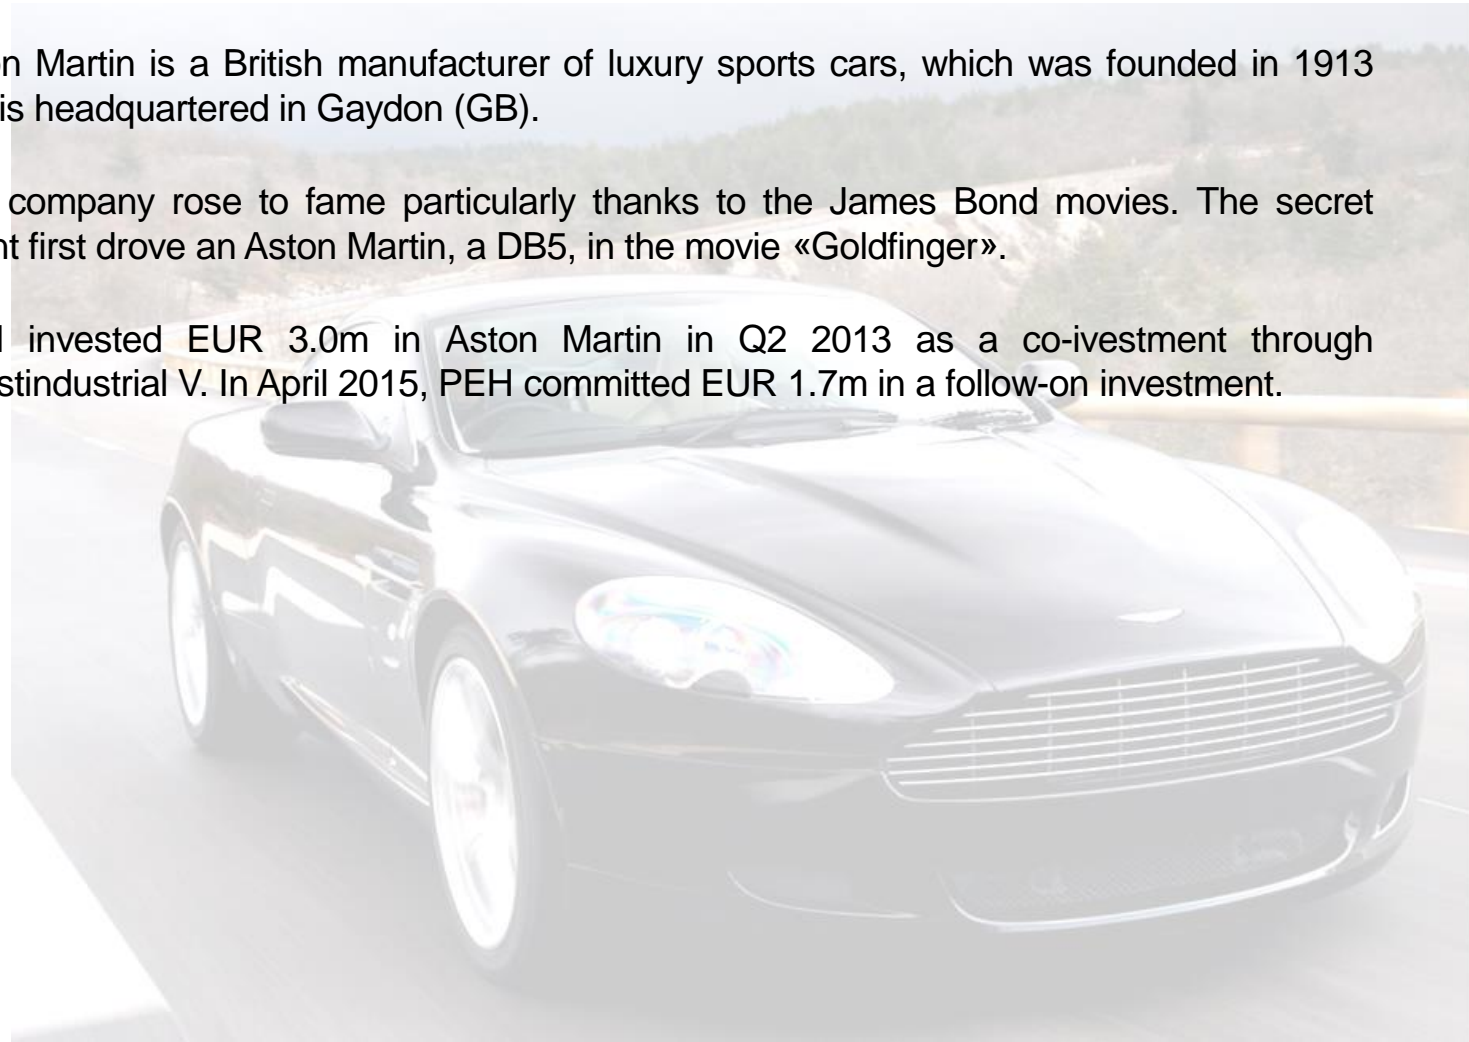 on Martin is a British manufacturer of luxury sports cars, which was founded in 1913
is headquartered in Gaydon (GB).
company rose to fame particularly thanks to the James Bond movies. The secret
nt first drove an Aston Martin, a DB5, in the movie «Goldfinger».
invested EUR 3.0m in Aston Martin in Q2 2013 as a co-ivestment through
stindustrial V. In April 2015, PEH committed EUR 1.7m in a follow-on investment.